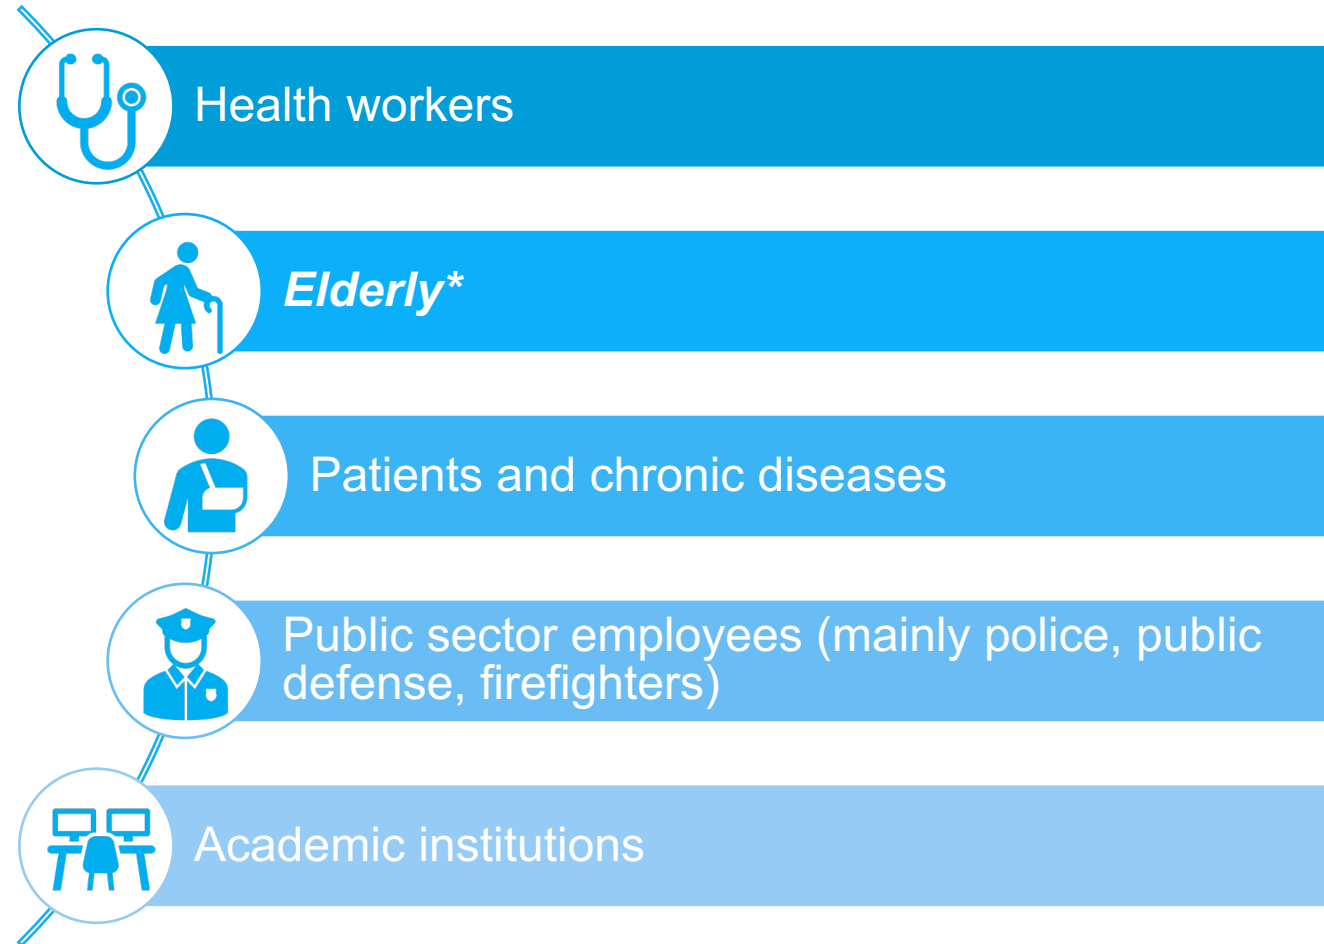 Health workers
Elderly*
Patients and chronic diseases
Public sector employees (mainly police, public
defense, firefighters)
Academic institutions